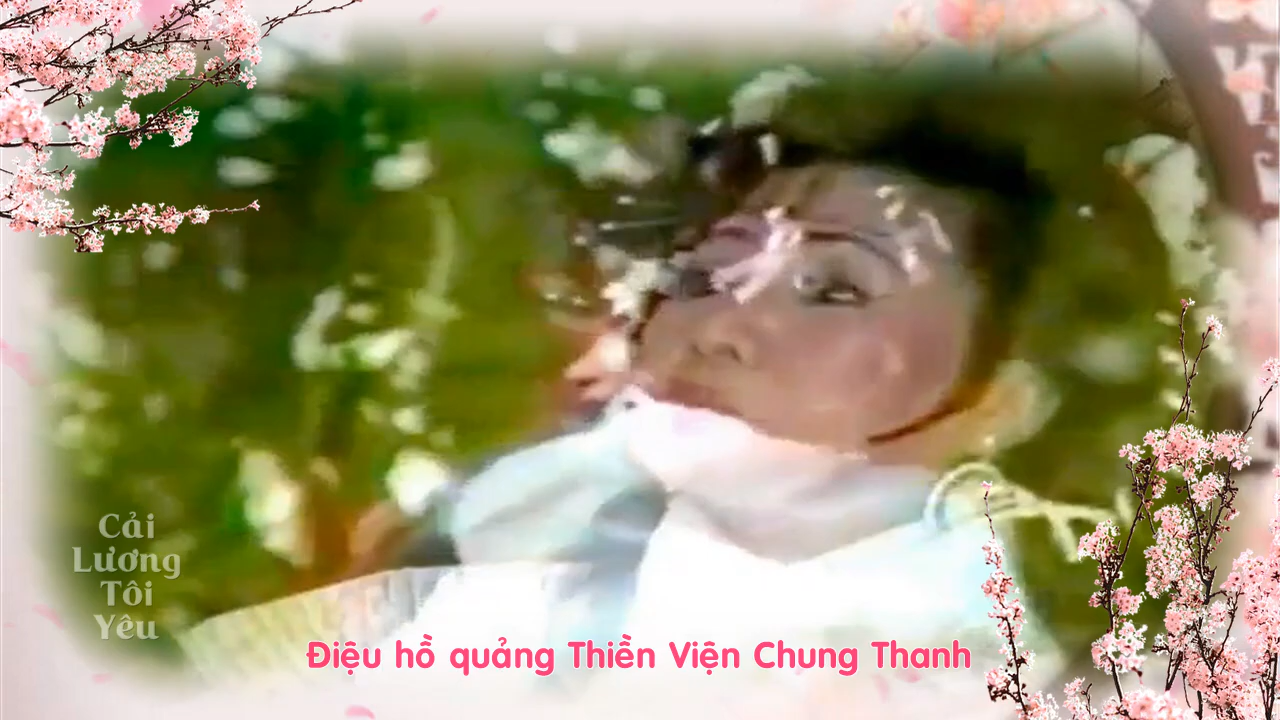 Cải
Lương
Tôi
Yêu
Điệu hồ quảng Thiền Viện Chung Thanh